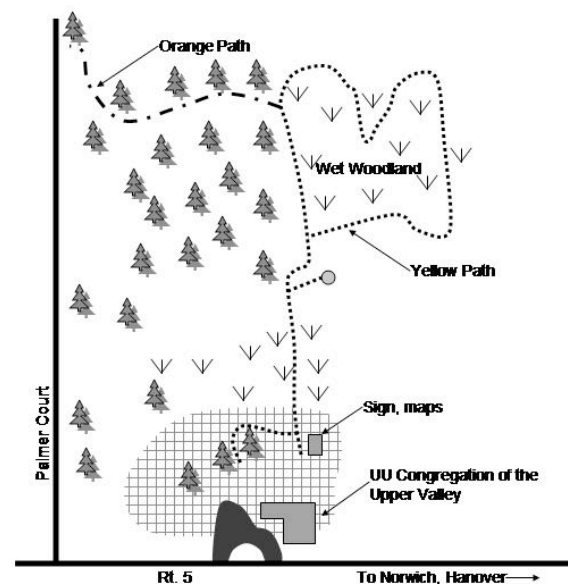 Orange Path
Wet Woodland
Yellow Path
Palmer Court
Sign, maps
UU Congregation of the
Upper Valley
Rt. 5
To Norwich, Hanover